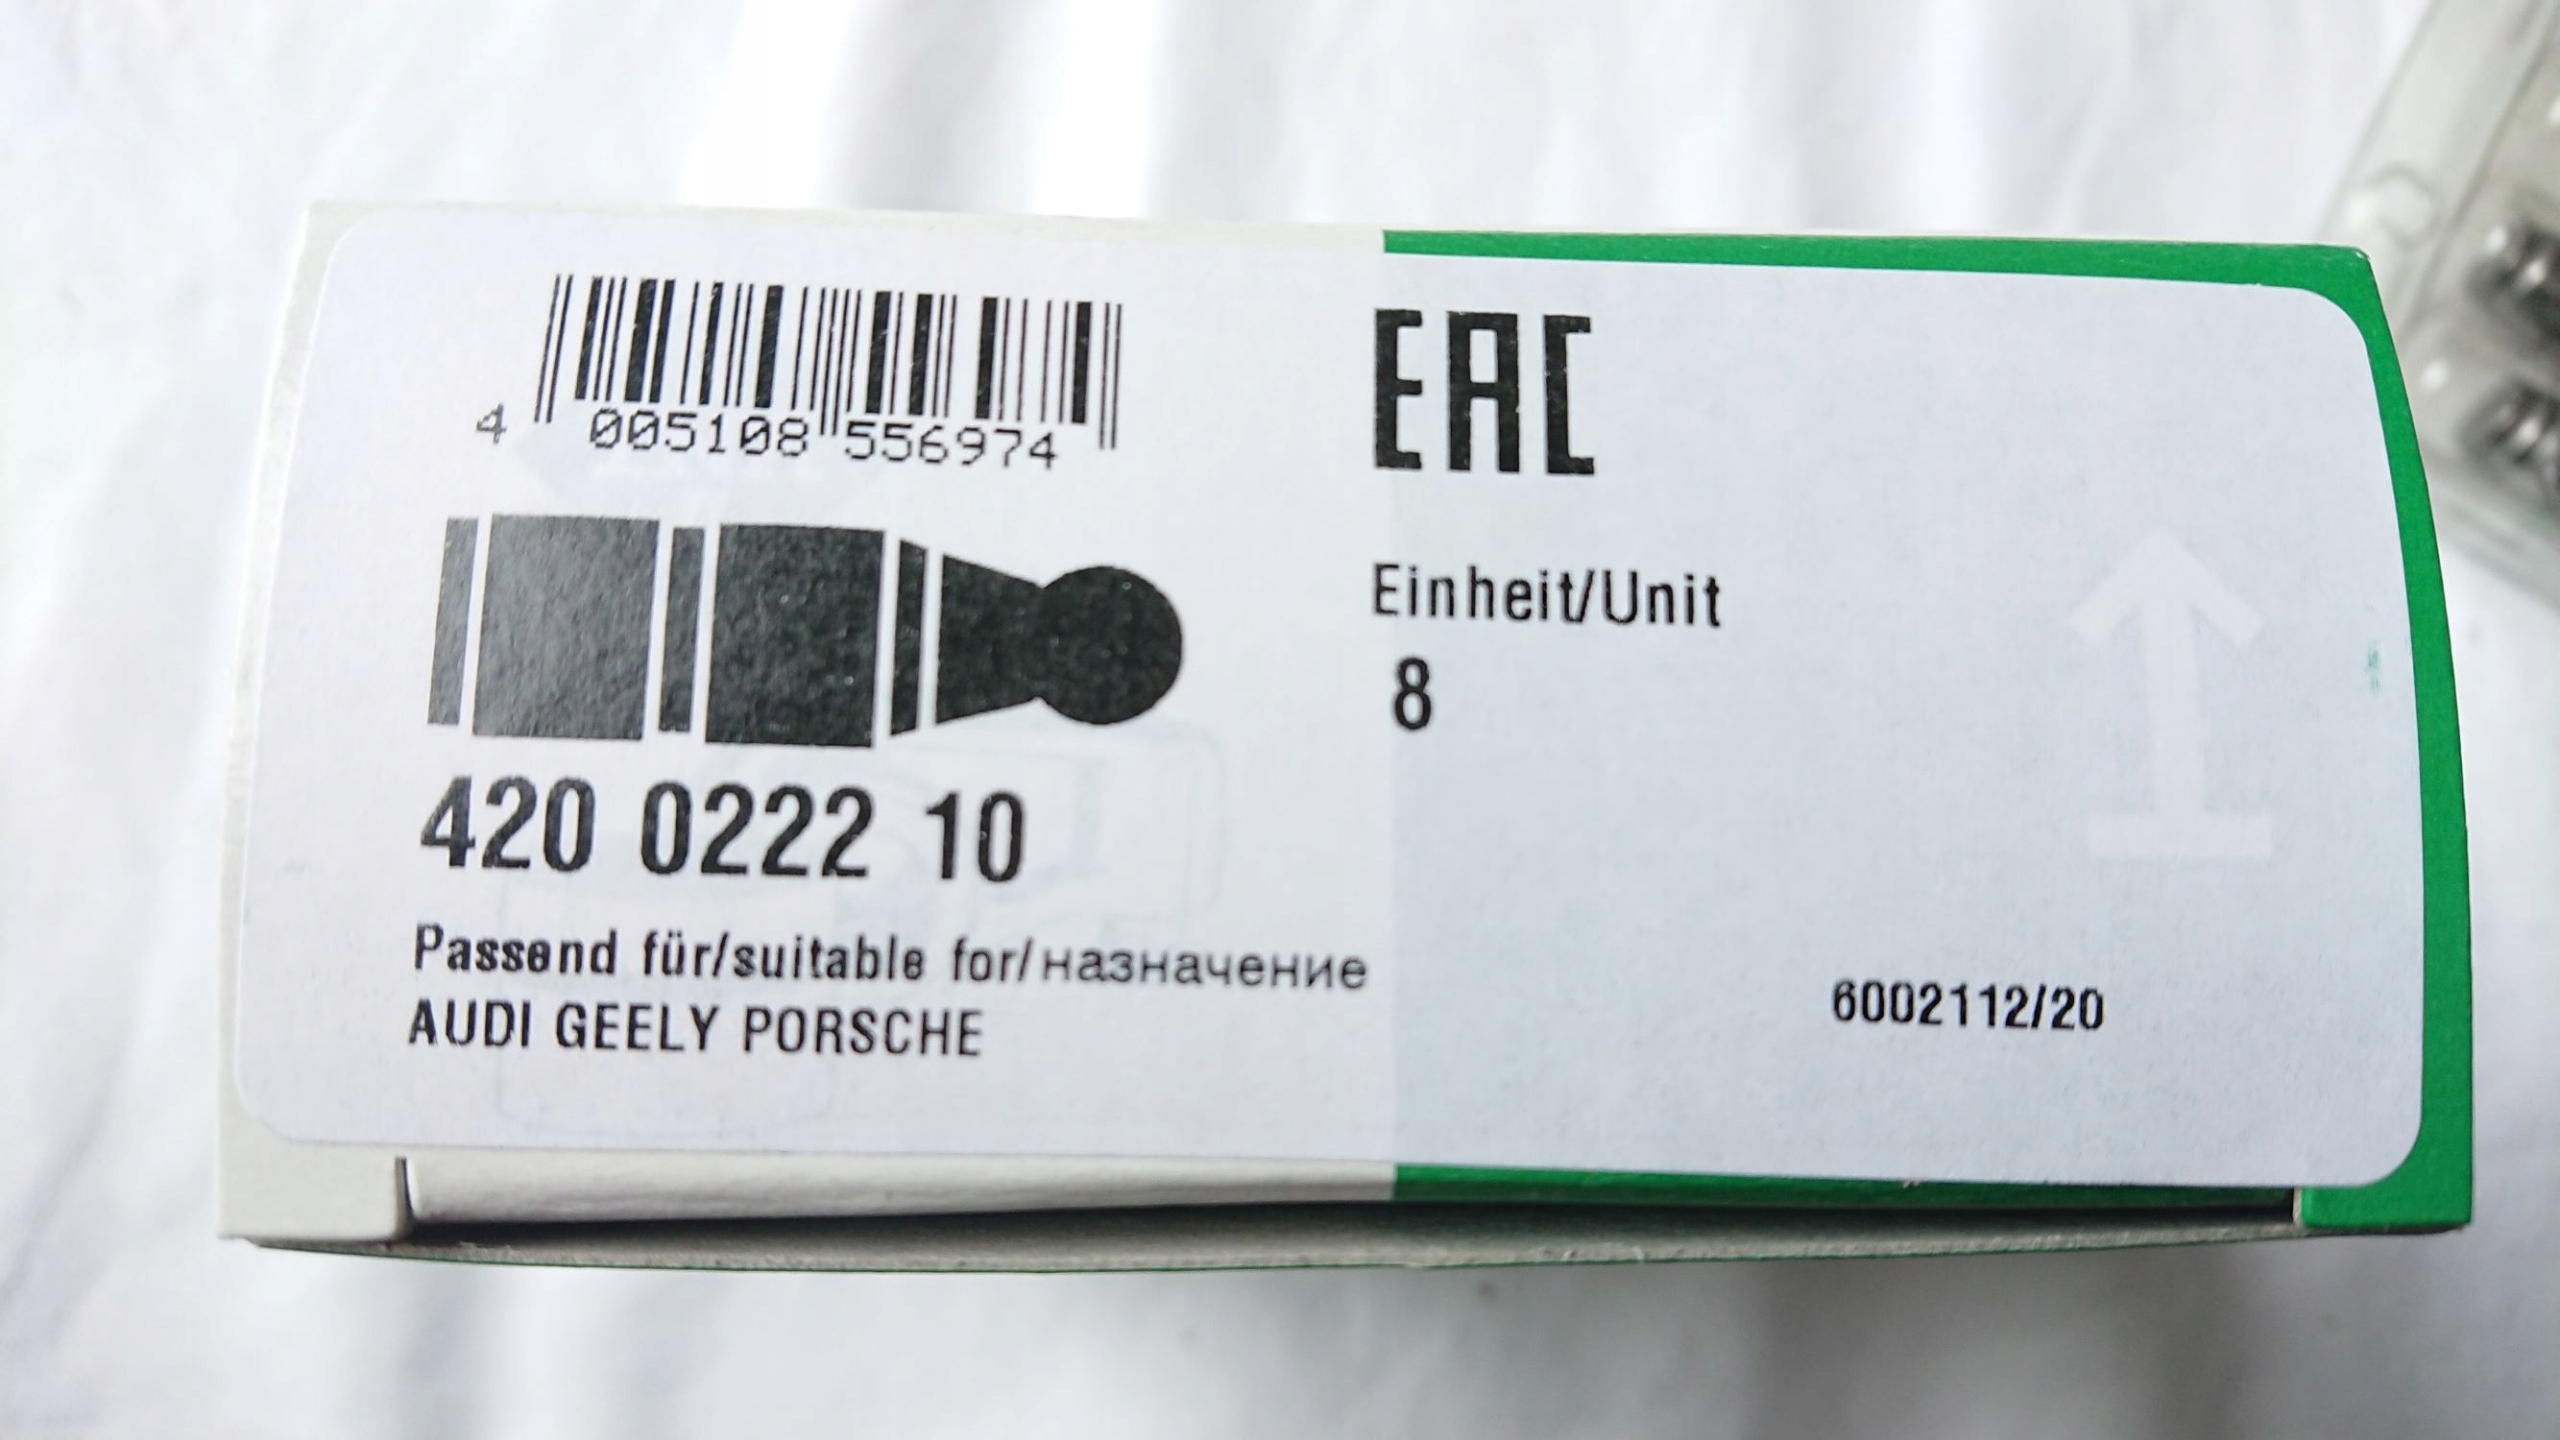 4 005108 556974
EAC
Einheit/Unit
8
420 0222 10
Passend für/suitable for/назначение
AUDI GEELY PORSCHE
6002112/20